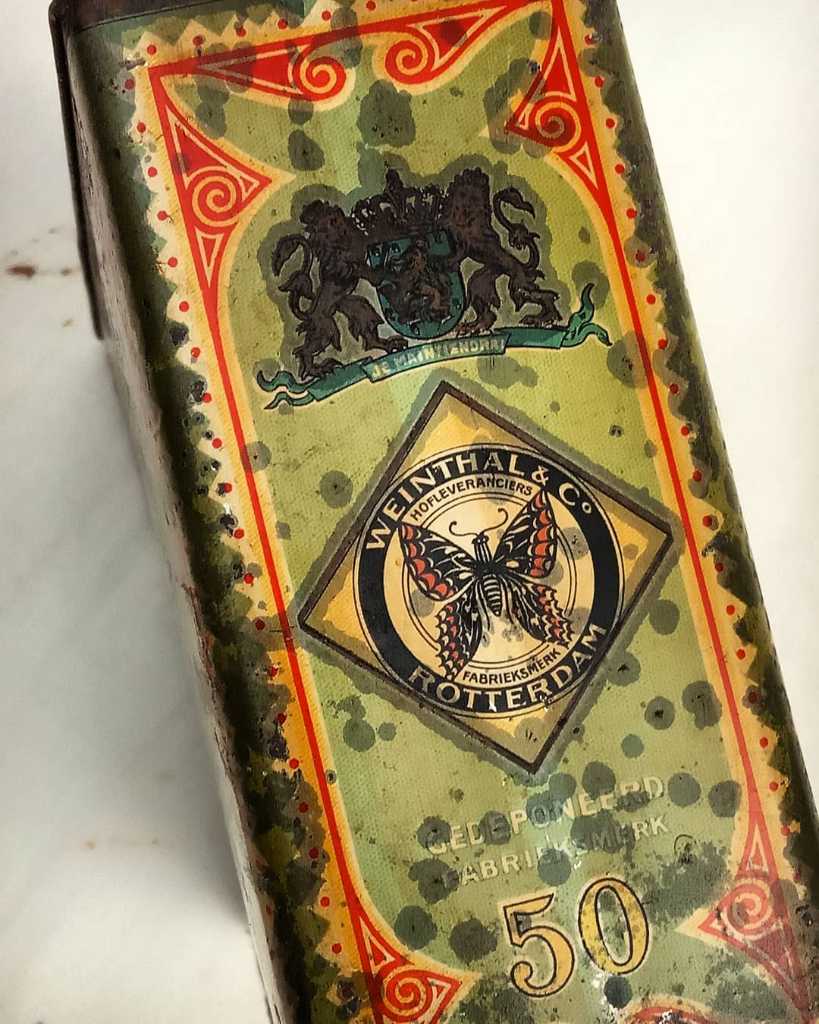 JE MAINTIENDRAI
WEINTHAL & Co
HOFLEVERANCIERS
FABRIEKSMERK
ROTTERDAM
GEDEPONEERD
FABRIEKSMERK
50